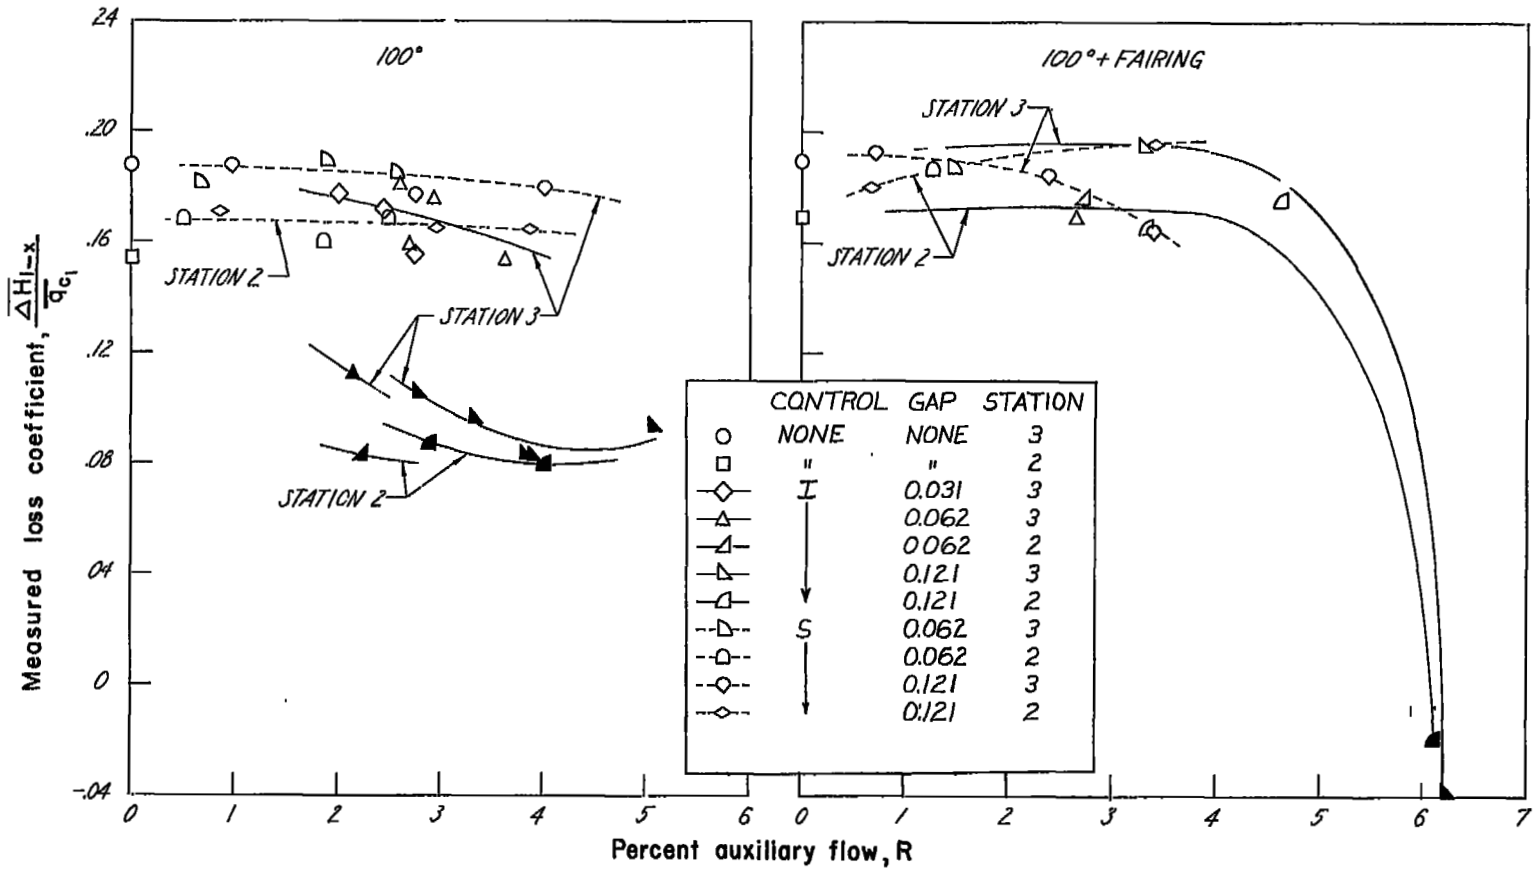 24
.20
.16
.12
.08
04
0
-.04
Measured loss coefficient, ΔH1-x / qc1
100°
STATION 2
STATION 3
STATION 2
0 1 2 3 4 5
100° + FAIRING
STATION 3
STATION 2
0 1 2 3 4 5 6 7
Percent auxiliary flow, R
CONTROL GAP STATION
NONE NONE 3
" " 2
I 0.031 3
0.062 3
0062 2
0.121 3
0.121 2
S 0.062 3
0.062 2
0.121 3
0.121 2